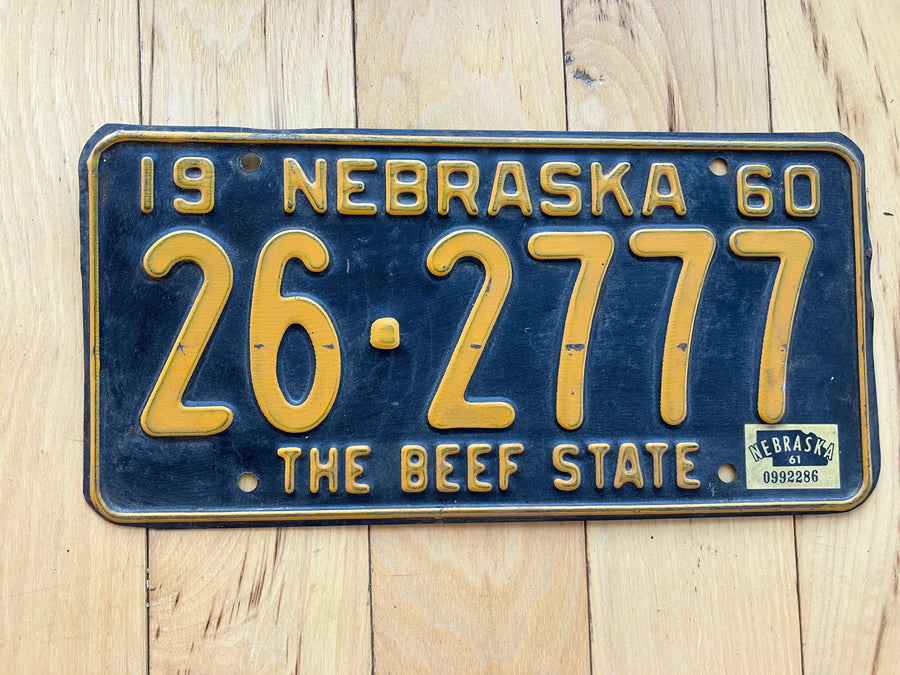 19 NEBRASKA 60
26·2777
THE BEEF STATE
NEBRASKA
61
0992286